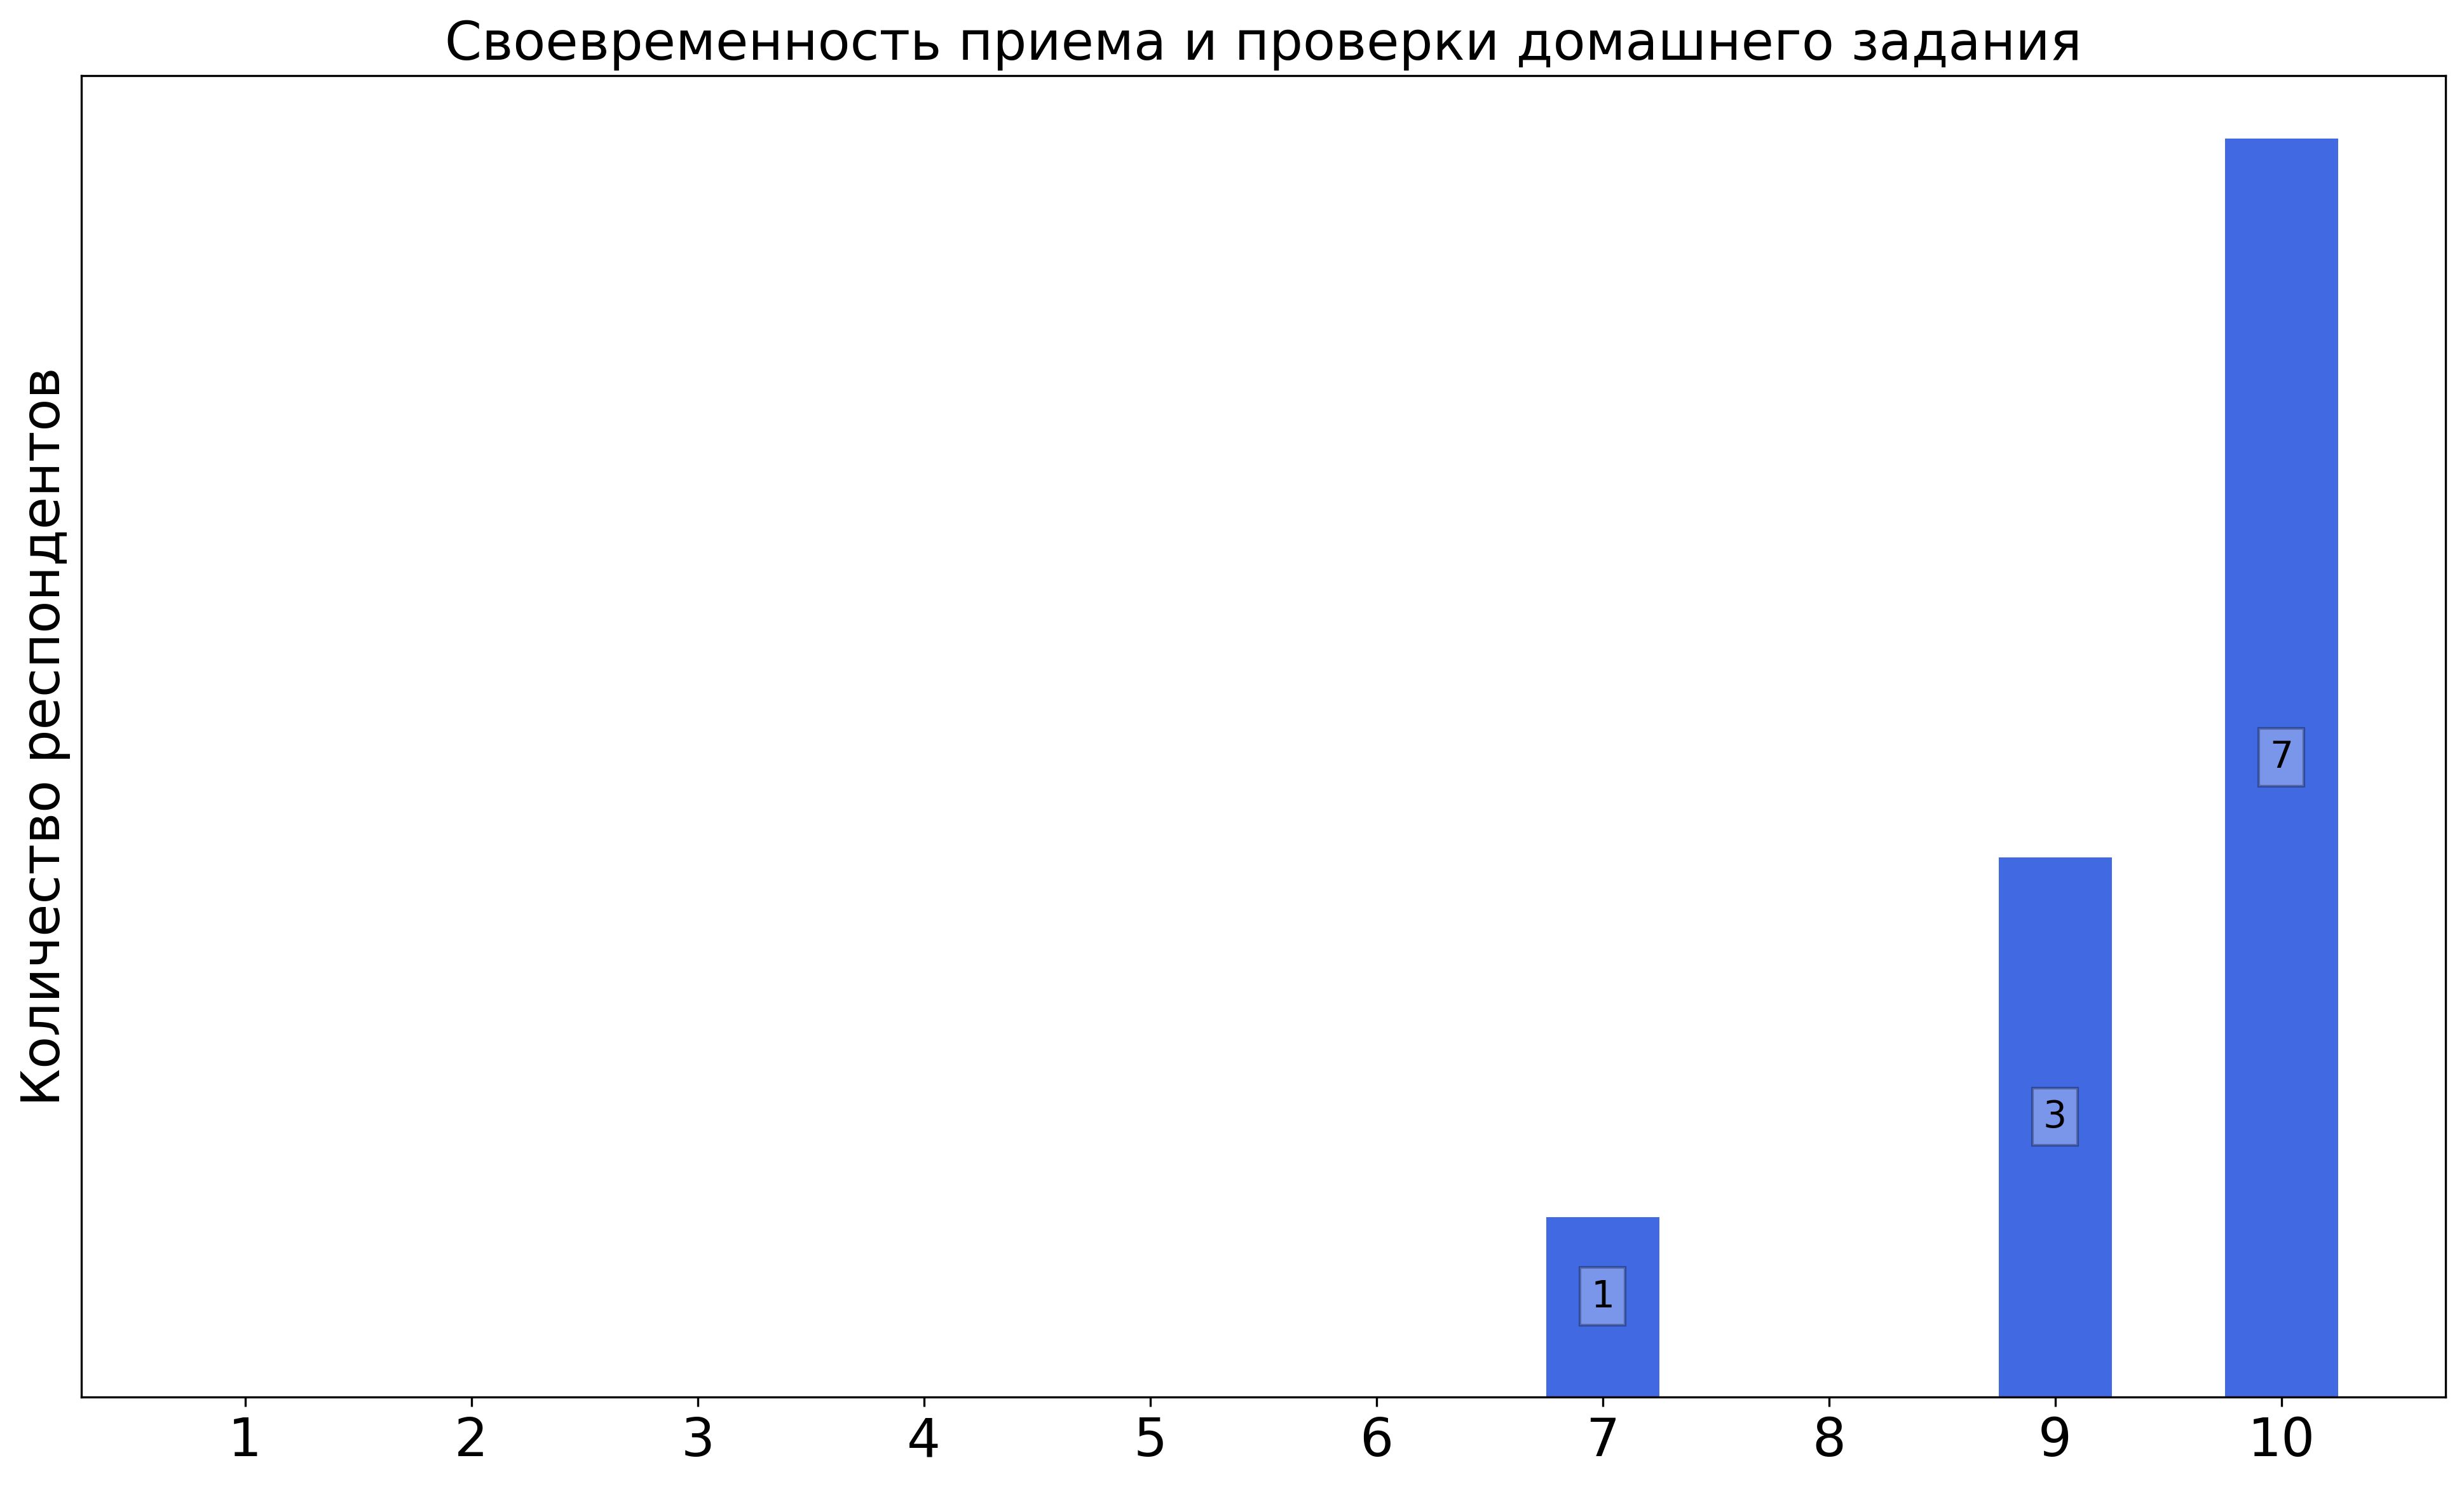 Своевременность приема и проверки домашнего задания
Количество респондентов
7
3
1
1 2 3 4 5 6 7 8 9 10